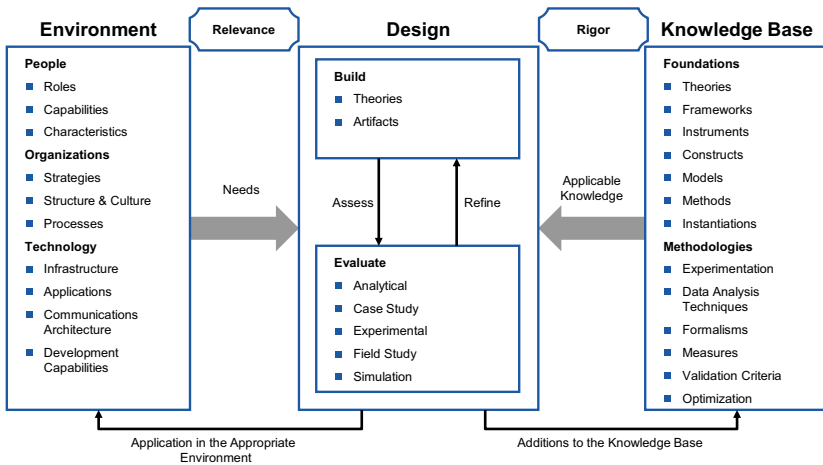 Environment
Relevance
Design
Rigor
Knowledge Base
People
Roles
Capabilities
Characteristics
Organizations
Strategies
Structure & Culture
Processes
Technology
Infrastructure
Applications
Communications
Architecture
Development
Capabilities
Needs
Build
Theories
Artifacts
Assess
Refine
Evaluate
Analytical
Case Study
Experimental
Field Study
Simulation
Applicable
Knowledge
Foundations
Theories
Frameworks
Instruments
Constructs
Models
Methods
Instantiations
Methodologies
Experimentation
Data Analysis
Techniques
Formalisms
Measures
Validation Criteria
Optimization
Application in the Appropriate
Environment
Additions to the Knowledge Base